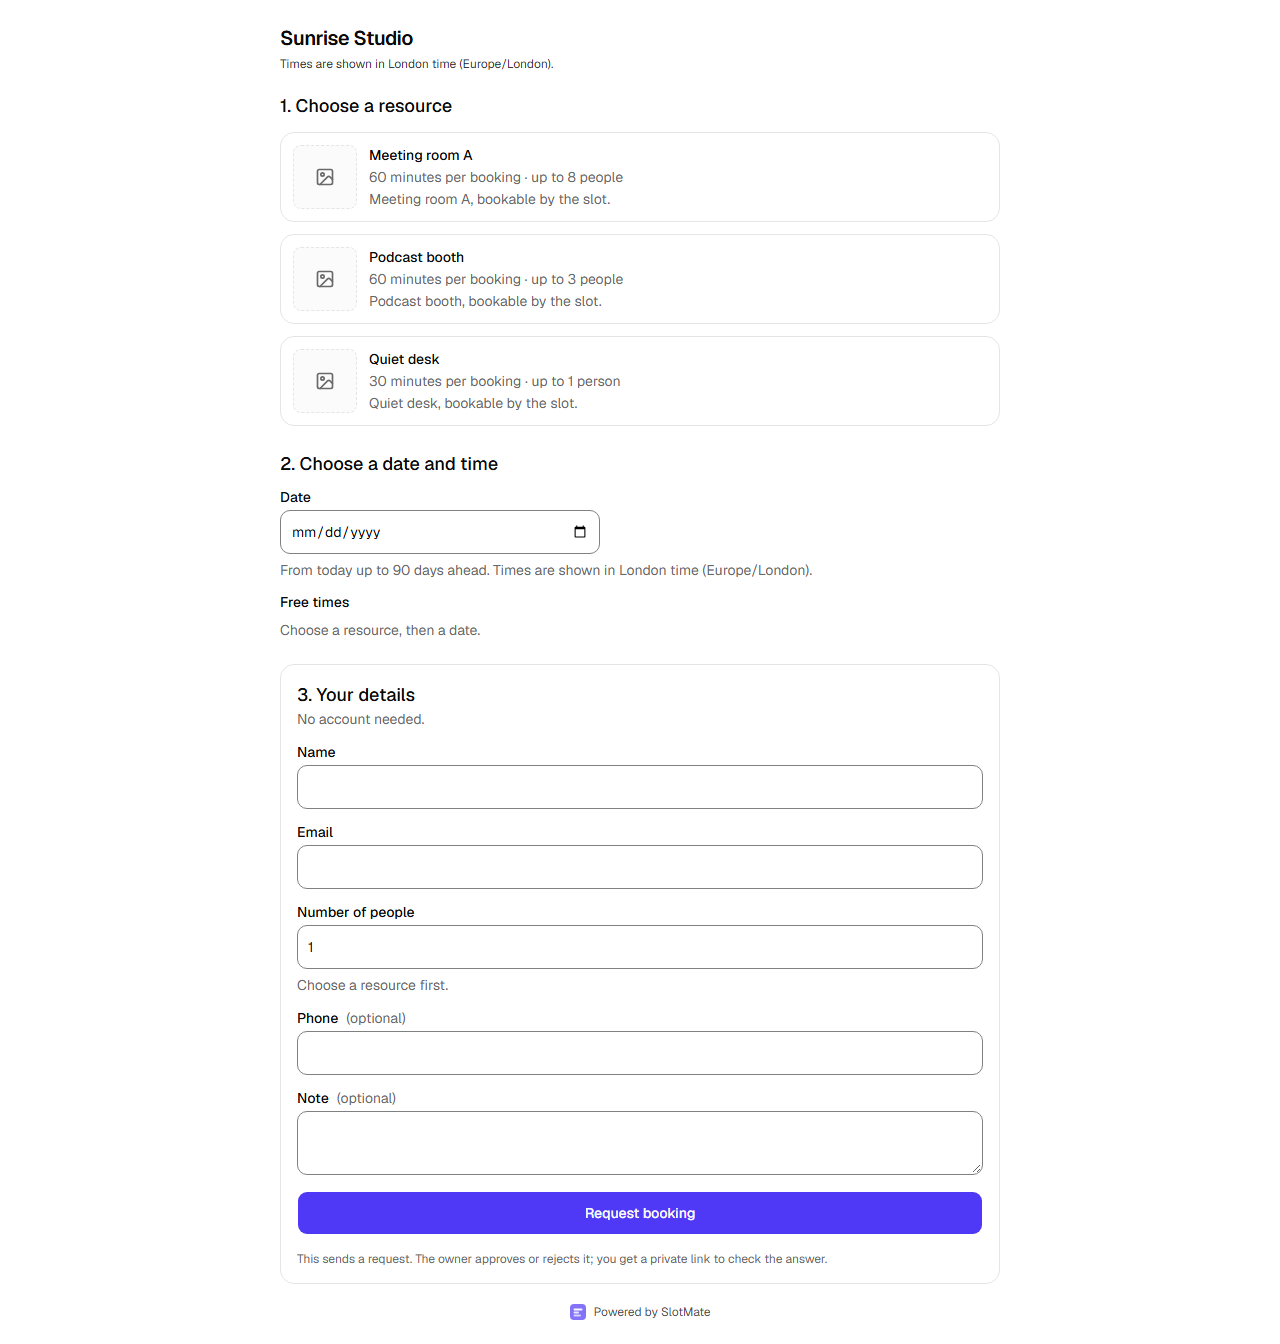 Sunrise Studio
Times are shown in London time (Europe/London).
1. Choose a resource
Meeting room A
60 minutes per booking · up to 8 people
Meeting room A, bookable by the slot.
Podcast booth
60 minutes per booking · up to 3 people
Podcast booth, bookable by the slot.
Quiet desk
30 minutes per booking · up to 1 person
Quiet desk, bookable by the slot.
2. Choose a date and time
Date
mm/dd/yyyy
From today up to 90 days ahead. Times are shown in London time (Europe/London).
Free times
Choose a resource, then a date.
3. Your details
No account needed.
Name
Email
Number of people
1
Choose a resource first.
Phone (optional)
Note (optional)
Request booking
This sends a request. The owner approves or rejects it; you get a private link to check the answer.
Powered by SlotMate